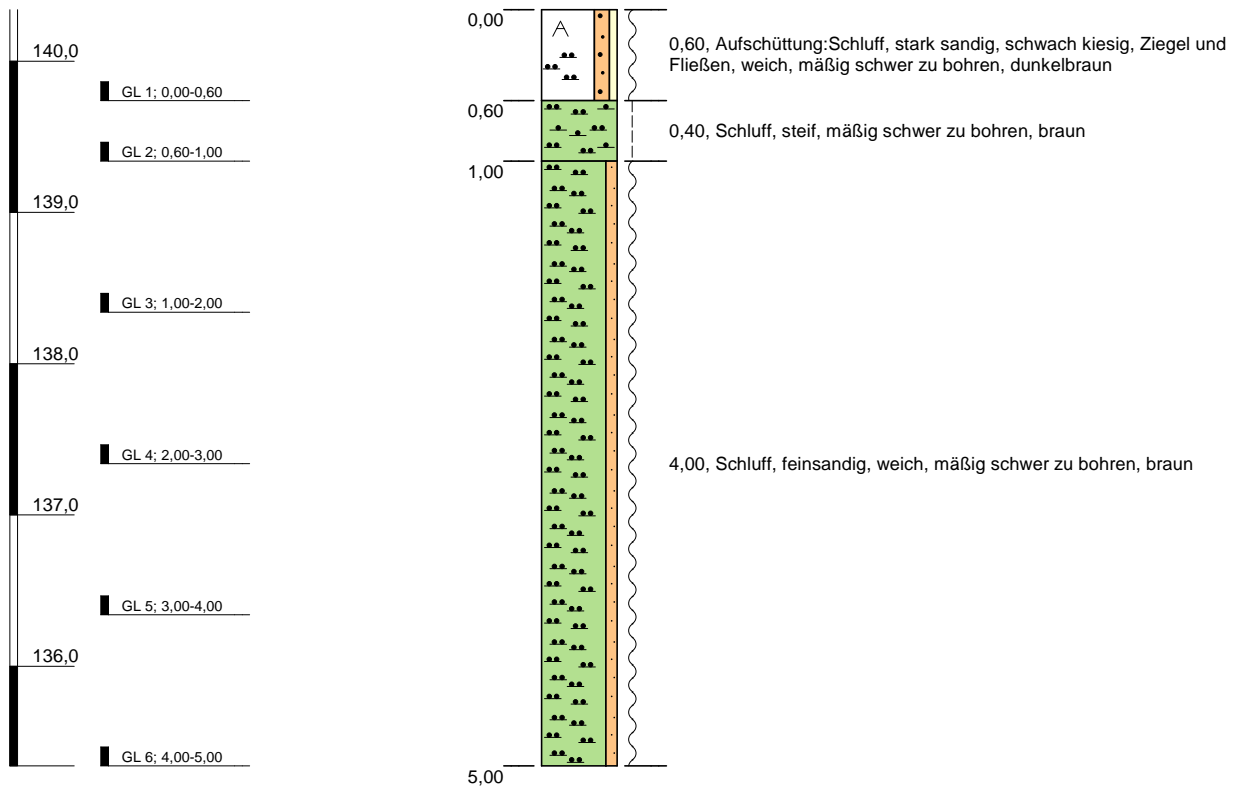 0,00
A
0,60, Aufschüttung:Schluff, stark sandig, schwach kiesig, Ziegel und
Fließen, weich, mäßig schwer zu bohren, dunkelbraun
140,0
GL 1; 0,00-0,60
0,60
0,40, Schluff, steif, mäßig schwer zu bohren, braun
GL 2; 0,60-1,00
1,00
139,0
GL 3; 1,00-2,00
138,0
GL 4; 2,00-3,00
4,00, Schluff, feinsandig, weich, mäßig schwer zu bohren, braun
137,0
GL 5; 3,00-4,00
136,0
GL 6; 4,00-5,00
5,00